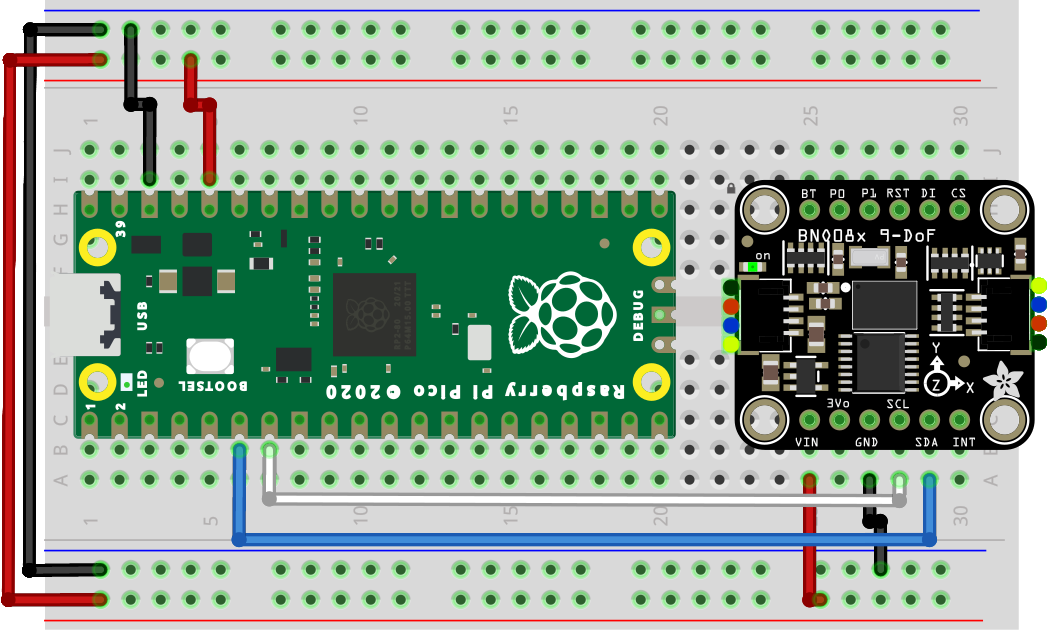 1 10 15 20 25 30
J J
I
H
G
F
E
D
C
B B
A A
1 5 10 15 20 30
39
USB
DEBUG
LED
BOOTSEL
1
2
Raspberry Pi Pico © 2020
BT P0 P1 RST DI CS
BNO08x 9-DoF
on
Y
Z X
3Vo SCL
VIN GND SDA INT